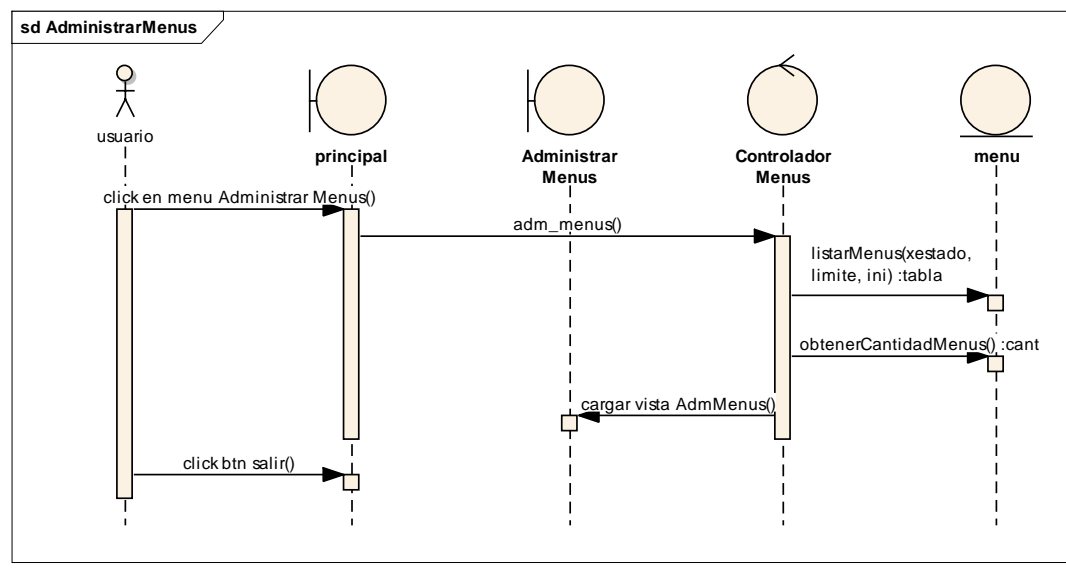 sd AdministrarMenus
usuario
principal
Administrar
Menus
Controlador
Menus
menu
click en menu Administrar Menus()
adm_menus()
listarMenus(xestado,
limite, ini) :tabla
obtenerCantidadMenus() :cant
cargar vista AdmMenus()
click btn salir()